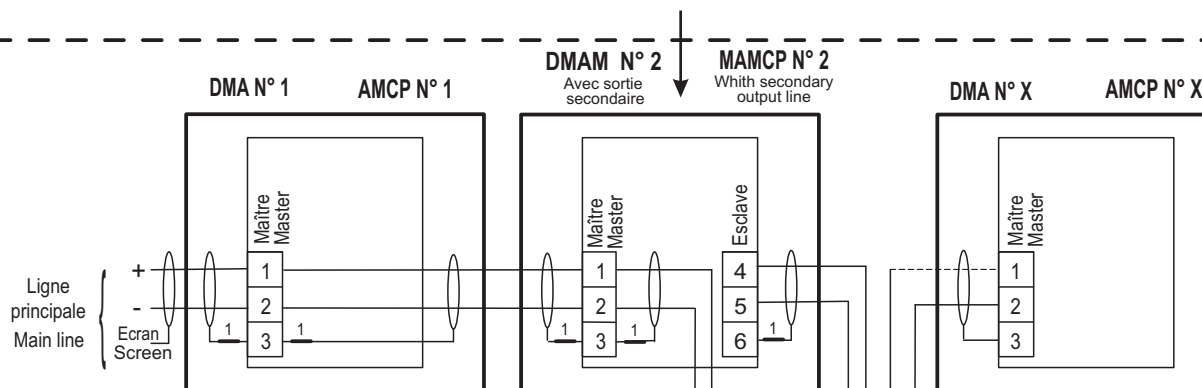 DMA N° 1
AMCP N° 1
DMAM N° 2
Avec sortie
secondaire
MAMCP N° 2
Whith secondary
output line
DMA N° X
AMCP N° X
Maître
Master
1
2
3
1
1
Maître
Master
1
2
3
1
1
Esclave
4
5
6
1
Maître
Master
1
2
3
Ligne
principale
Main line
+
-
Ecran
Screen